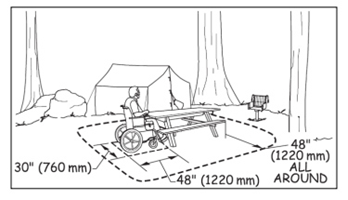 30" (760 mm)
48" (1220 mm)
48"
(1220 mm)
ALL
AROUND